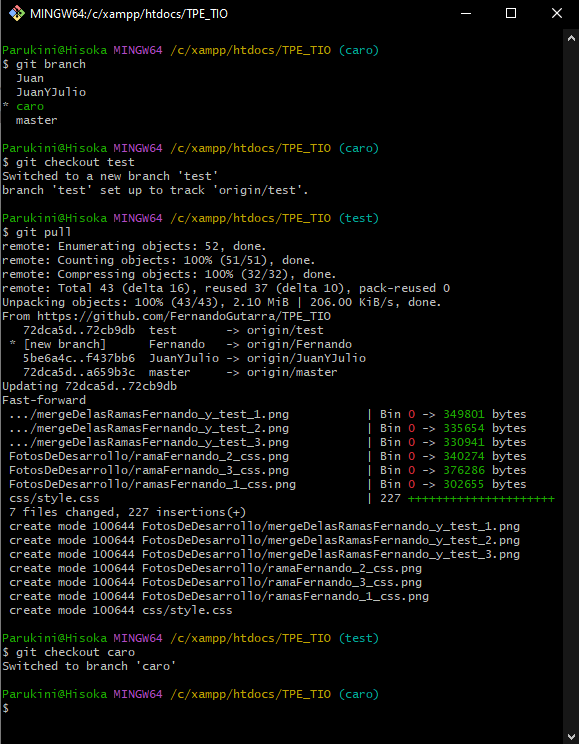 MINGW64:/c/xampp/htdocs/TPE_TIO
Parukini@Hisoka MINGW64 /c/xampp/htdocs/TPE_TIO (caro)
$ git branch
  Juan
  JuanYJulio
* caro
  master
Parukini@Hisoka MINGW64 /c/xampp/htdocs/TPE_TIO (caro)
$ git checkout test
Switched to a new branch 'test'
branch 'test' set up to track 'origin/test'.
Parukini@Hisoka MINGW64 /c/xampp/htdocs/TPE_TIO (test)
$ git pull
remote: Enumerating objects: 52, done.
remote: Counting objects: 100% (51/51), done.
remote: Compressing objects: 100% (32/32), done.
remote: Total 43 (delta 16), reused 37 (delta 10), pack-reused 0
Unpacking objects: 100% (43/43), 2.10 MiB | 206.00 KiB/s, done.
From https://github.com/FernandoGutarra/TPE_TIO
   72dca5d..72cb9db  test       -> origin/test
 * [new branch]      Fernando   -> origin/Fernando
   5be6a4c..f437bb6  JuanYJulio -> origin/JuanYJulio
   72dca5d..a659b3c  master     -> origin/master
Updating 72dca5d..72cb9db
Fast-forward
 .../mergeDelasRamasFernando_y_test_1.png           | Bin 0 -> 349801 bytes
 .../mergeDelasRamasFernando_y_test_2.png           | Bin 0 -> 335654 bytes
 .../mergeDelasRamasFernando_y_test_3.png           | Bin 0 -> 330941 bytes
 FotosDeDesarrollo/ramaFernando_2_css.png           | Bin 0 -> 340274 bytes
 FotosDeDesarrollo/ramaFernando_3_css.png           | Bin 0 -> 376286 bytes
 FotosDeDesarrollo/ramasFernando_1_css.png          | Bin 0 -> 302655 bytes
 css/style.css                                      | 227 +++++++++++++++++++++
 7 files changed, 227 insertions(+)
 create mode 100644 FotosDeDesarrollo/mergeDelasRamasFernando_y_test_1.png
 create mode 100644 FotosDeDesarrollo/mergeDelasRamasFernando_y_test_2.png
 create mode 100644 FotosDeDesarrollo/mergeDelasRamasFernando_y_test_3.png
 create mode 100644 FotosDeDesarrollo/ramaFernando_2_css.png
 create mode 100644 FotosDeDesarrollo/ramaFernando_3_css.png
 create mode 100644 FotosDeDesarrollo/ramasFernando_1_css.png
 create mode 100644 css/style.css
Parukini@Hisoka MINGW64 /c/xampp/htdocs/TPE_TIO (test)
$ git checkout caro
Switched to branch 'caro'
Parukini@Hisoka MINGW64 /c/xampp/htdocs/TPE_TIO (caro)
$